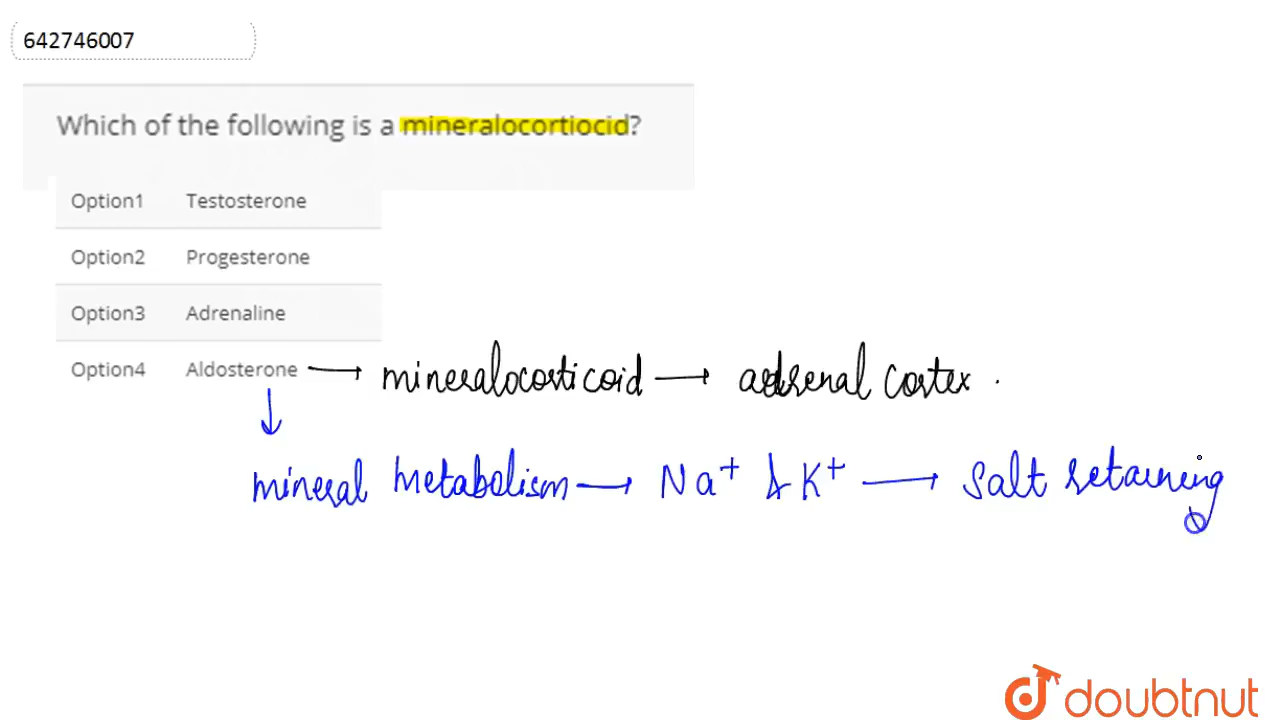 642746007
Which of the following is a mineralocortiocid?
Option1 Testosterone
Option2 Progesterone
Option3 Adrenaline
Option4 Aldosterone → mineralocorticoid → adrenal cortex .
↓
mineral metabolism → Na+ & K+ → Salt retaining
doubtnut